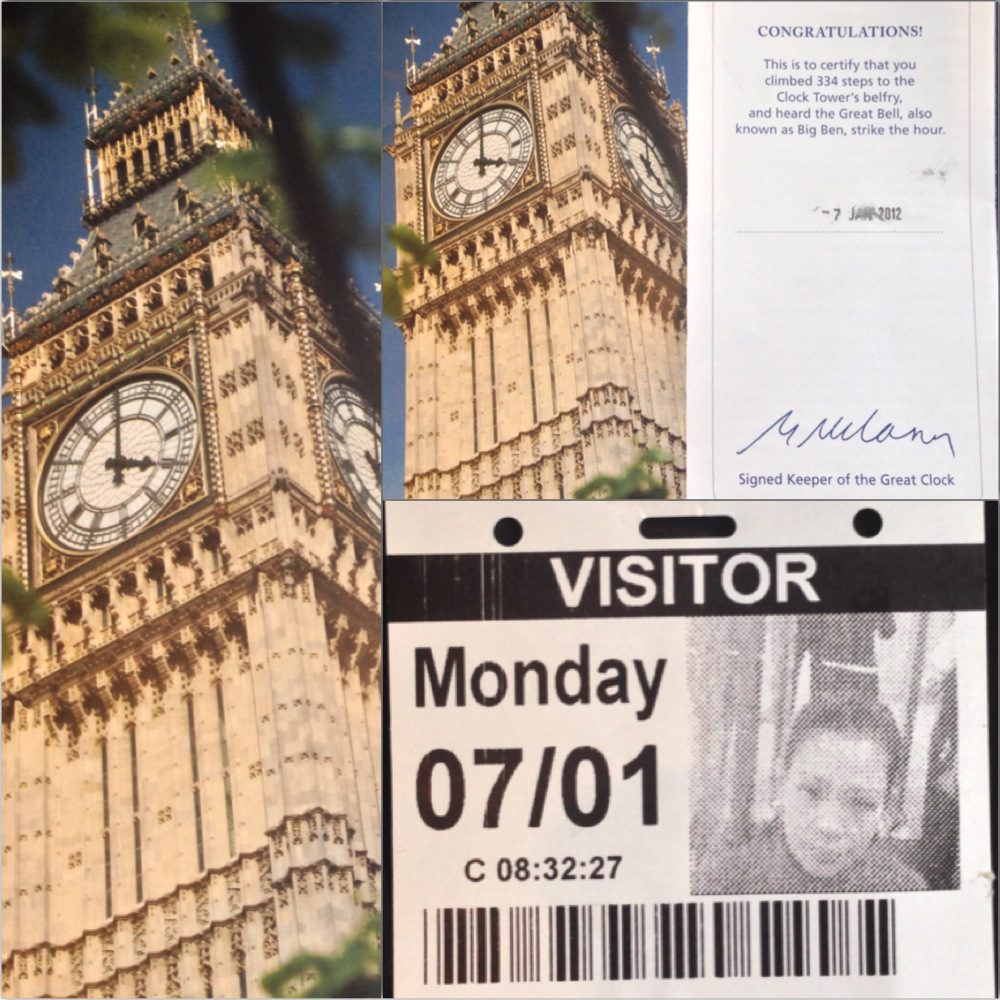 CONGRATULATIONS!
This is to certify that you
climbed 334 steps to the
Clock Tower's belfry,
and heard the Great Bell, also
known as Big Ben, strike the hour.
-7 JAN 2012
Signed Keeper of the Great Clock
VISITOR
Monday
07/01
C 08:32:27